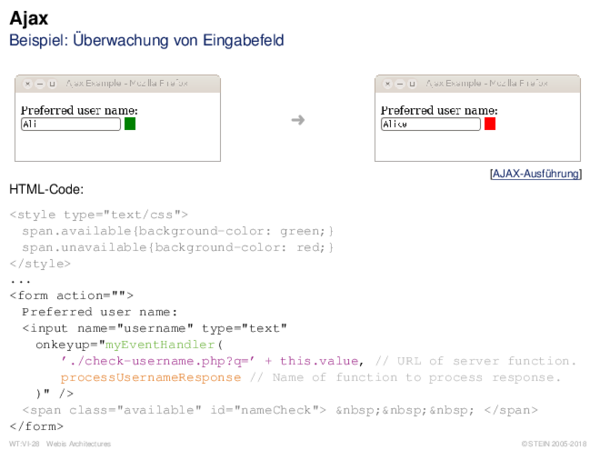 Ajax
Beispiel: Überwachung von Eingabefeld
Ajax Example - Mozilla Firefox
Preferred user name:
Ali
➜
Ajax Example - Mozilla Firefox
Preferred user name:
Alice
[AJAX-Ausführung]
HTML-Code:
<style type="text/css">
span.available{background-color: green;}
span.unavailable{background-color: red;}
</style>
...
<form action="">
Preferred user name:
<input name="username" type="text"
onkeyup="myEventHandler(
'./check-username.php?q=' + this.value, // URL of server function.
processUsernameResponse // Name of function to process response.
)" />
<span class="available" id="nameCheck"> &nbsp;&nbsp;&nbsp; </span>
</form>
WT:VI-28 Webis Architectures
© STEIN 2005-2018